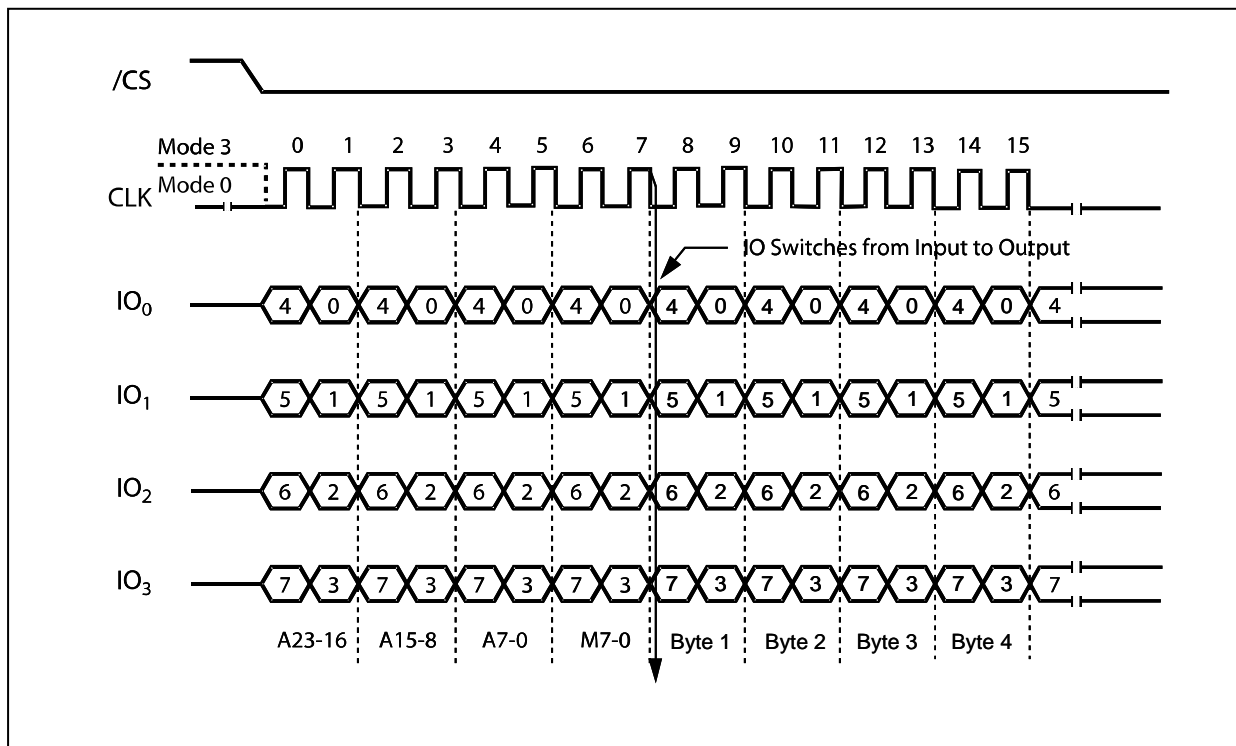 /CS
Mode 3
0 1 2 3 4 5 6 7 8 9 10 11 12 13 14 15
Mode 0
CLK
IO Switches from Input to Output
IO0 4 0 4 0 4 0 4 0 4 0 4 0 4 0 4 0 4
IO1 5 1 5 1 5 1 5 1 5 1 5 1 5 1 5 1 5
IO2 6 2 6 2 6 2 6 2 6 2 6 2 6 2 6 2 6
IO3 7 3 7 3 7 3 7 3 7 3 7 3 7 3 7 3 7
A23-16 A15-8 A7-0 M7-0 Byte 1 Byte 2 Byte 3 Byte 4